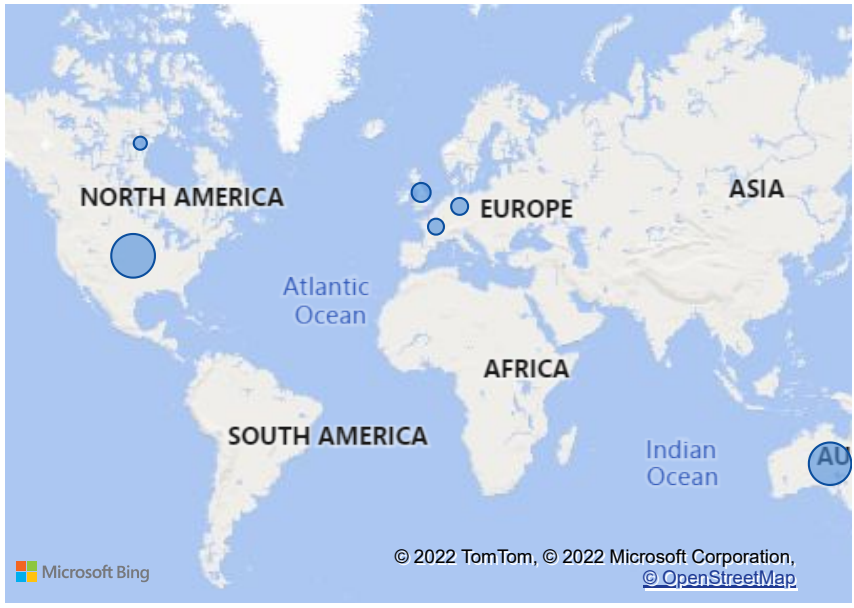 NORTH AMERICA
EUROPE
ASIA
Atlantic
Ocean
AFRICA
SOUTH AMERICA
Indian
Ocean
AU
Microsoft Bing
© 2022 TomTom, © 2022 Microsoft Corporation,
© OpenStreetMap